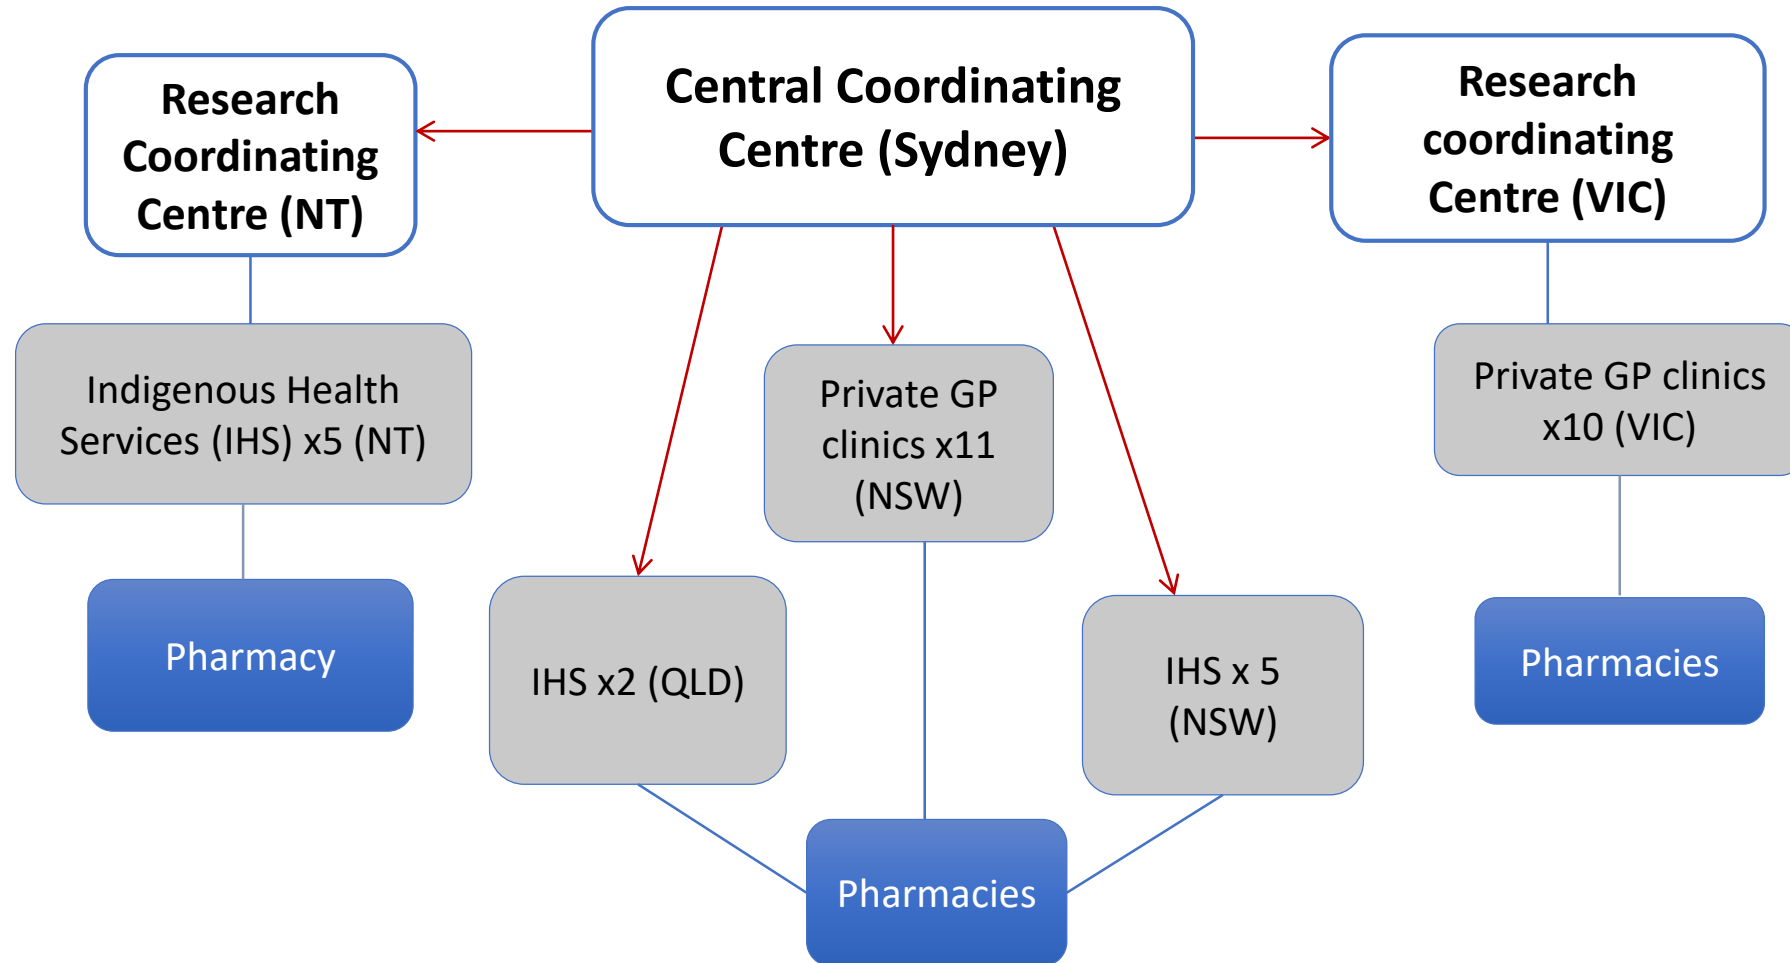 Research
Coordinating
Centre (NT)
Central Coordinating
Centre (Sydney)
Research
coordinating
Centre (VIC)
Indigenous Health
Services (IHS) x5 (NT)
Private GP
clinics x11
(NSW)
Private GP clinics
x10 (VIC)
Pharmacy
IHS x2 (QLD)
IHS x 5
(NSW)
Pharmacies
Pharmacies